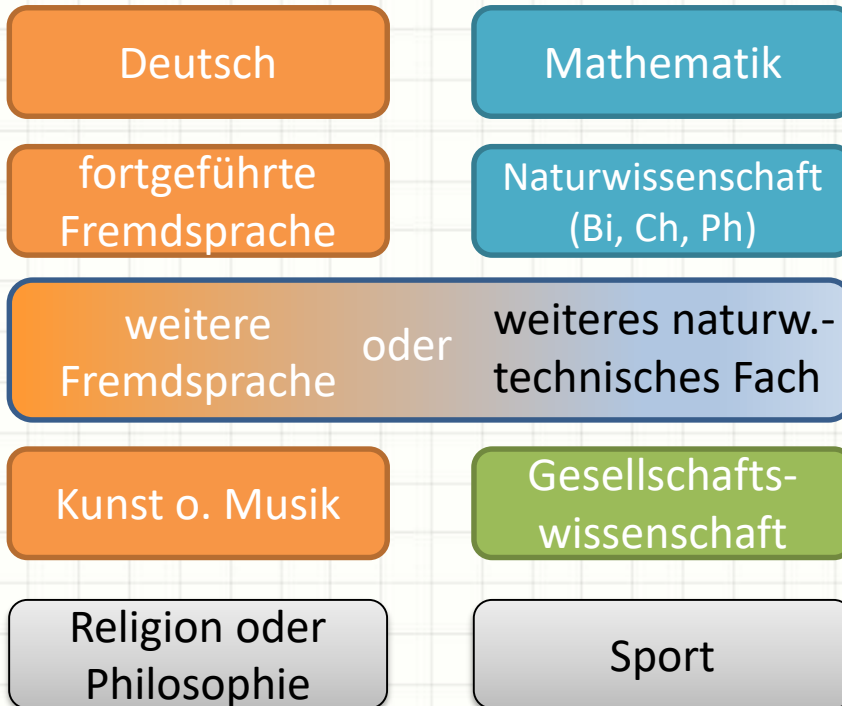 Deutsch
Mathematik
fortgeführte
Fremdsprache
Naturwissenschaft
(Bi, Ch, Ph)
weitere
Fremdsprache
oder
weiteres naturw.-
technisches Fach
Kunst o. Musik
Gesellschafts-
wissenschaft
Religion oder
Philosophie
Sport